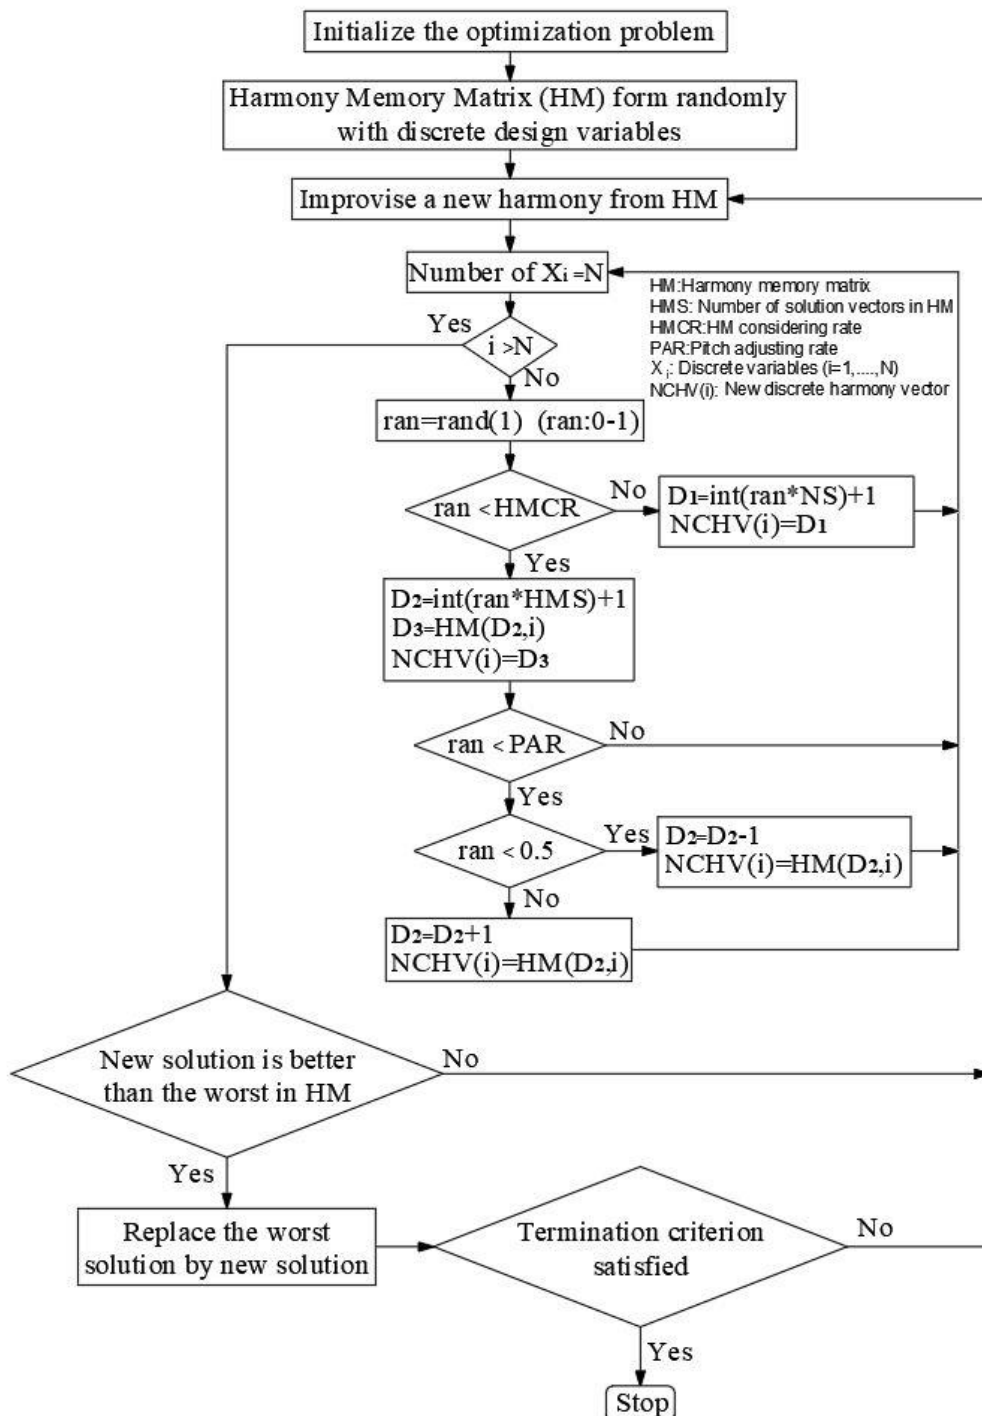 Initialize the optimization problem
Harmony Memory Matrix (HM) form randomly
with discrete design variables
Improvise a new harmony from HM
Number of Xi =N
HM:Harmony memory matrix
HMS: Number of solution vectors in HM
HMCR:HM considering rate
PAR:Pitch adjusting rate
X i: Discrete variables (i=1,....,N)
NCHV(i): New discrete harmony vector
Yes
i >N
No
ran=rand(1) (ran:0-1)
ran <HMCR
No
D1=int(ran*NS)+1
NCHV(i)=D1
Yes
D2=int(ran*HMS)+1
D3=HM(D2,i)
NCHV(i)=D3
ran < PAR
No
Yes
ran < 0.5
Yes
D2=D2-1
NCHV(i)=HM(D2,i)
No
D2=D2+1
NCHV(i)=HM(D2,i)
New solution is better
than the worst in HM
No
Yes
Replace the worst
solution by new solution
Termination criterion
satisfied
No
Yes
Stop